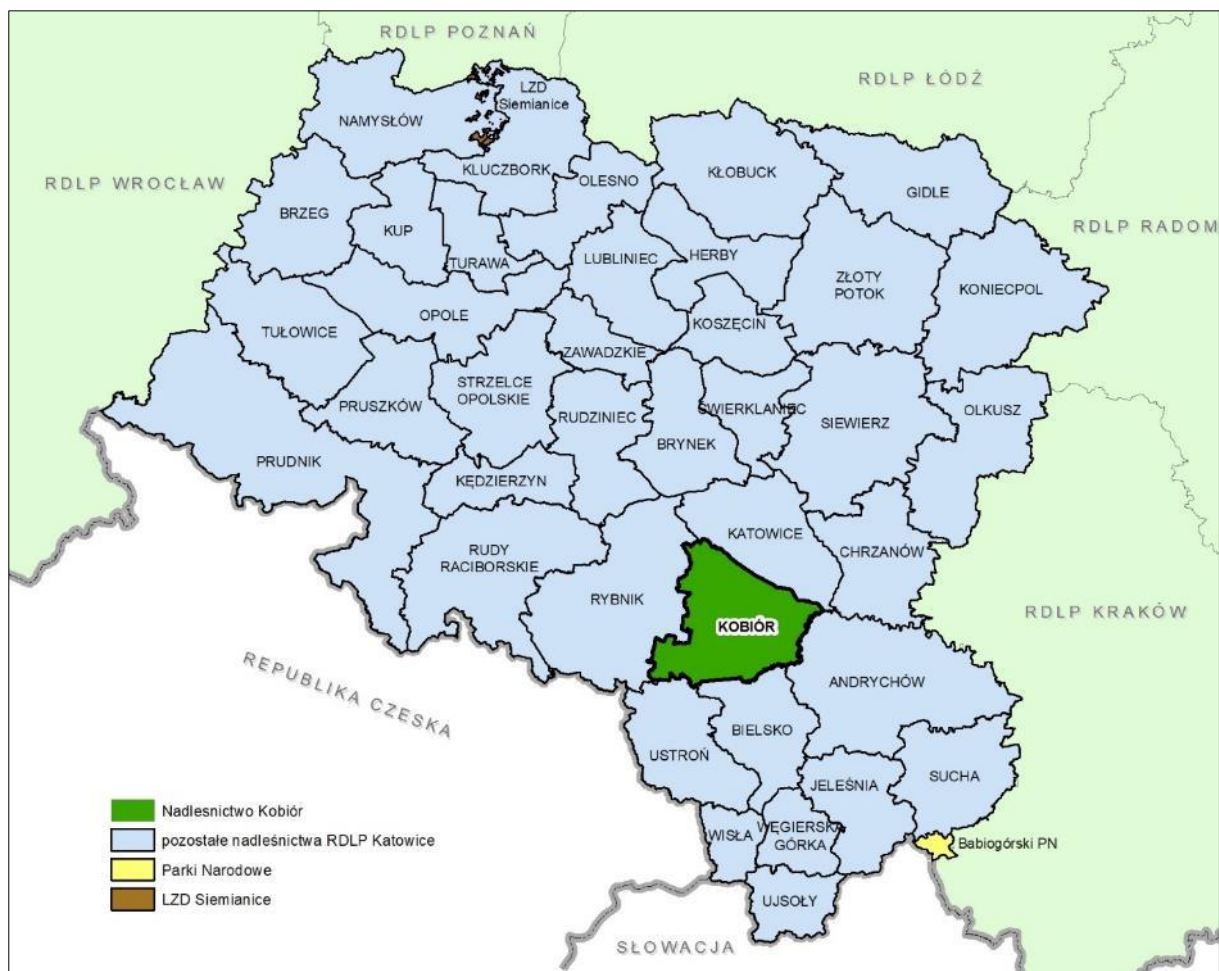 RDLP POZNAŃ
RDLP ŁÓDŹ
LZD
Siemianice
NAMYSŁÓW
KLUCZBORK
OLESNO
KŁOBUCK
GIDLE
RDLP WROCŁAW
BRZEG
KUP
TURAWA
LUBLINIEC
HERBY
RDLP RADOM
ZŁOTY
POTOK
KONIECPOL
OPOLE
TUŁOWICE
KOSZĘCIN
ZAWADZKIE
STRZELCE
OPOLSKIE
PRUSZKÓW
RUDZINIEC
ŚWIERKLANIEC
SIEWIERZ
OLKUSZ
BRYNEK
PRUDNIK
KĘDZIERZYN
KATOWICE
CHRZANÓW
RUDY
RACIBORSKIE
RYBNIK
KOBIÓR
RDLP KRAKÓW
REPUBLIKA CZESKA
ANDRYCHÓW
BIELSKO
USTROŃ
JELEŚNIA
SUCHA
WISŁA
WĘGIERSKA
GÓRKA
Babiogórski PN
UJSOŁY
SŁOWACJA
Nadlesnictwo Kobiór
pozostałe nadleśnictwa RDLP Katowice
Parki Narodowe
LZD Siemianice